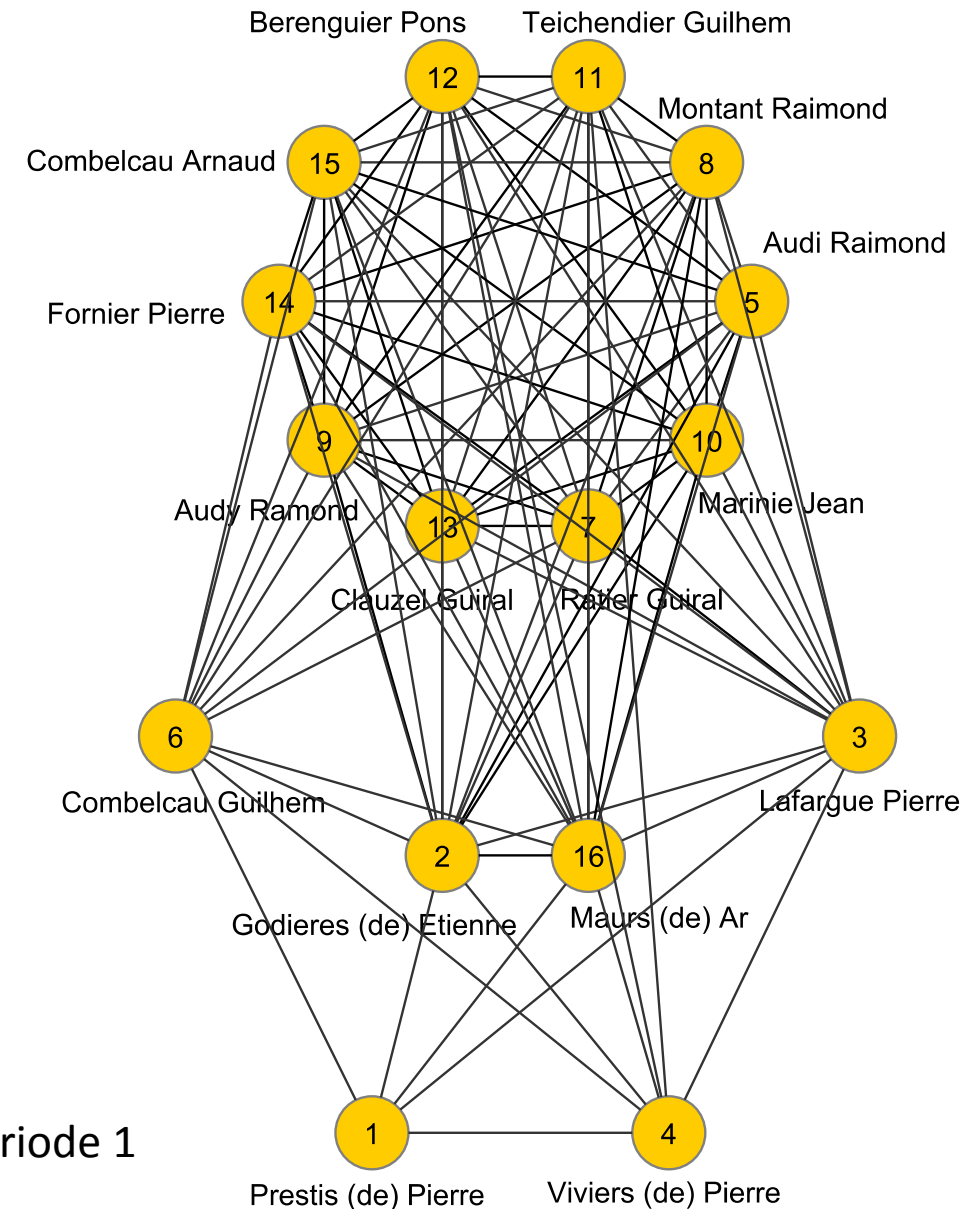 Berenguier Pons
Teichendier Guilhem
12
11
Montant Raimond
Combelcau Arnaud
15
8
Audi Raimond
Fornier Pierre
14
5
9
10
Audy Ramond
Marinie Jean
13
7
Clauzel Guiral
Ratier Guiral
6
3
Combelcau Guilhem
Lafargue Pierre
2
16
Godieres (de) Etienne
Maurs (de) Ar
1
4
riode 1
Prestis (de) Pierre
Viviers (de) Pierre